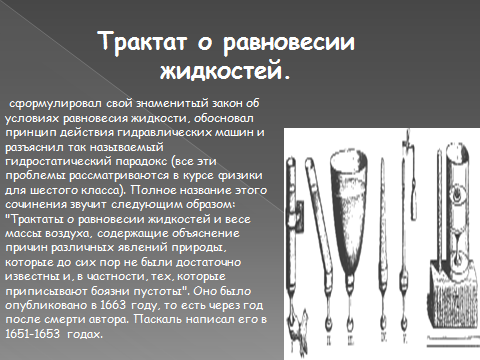 Трактат о равновесии
жидкостей.
сформулировал свой знаменитый закон об
условиях равновесия жидкости, обосновал
принцип действия гидравлических машин и
разъяснил так называемый
гидростатический парадокс (все эти
проблемы рассматриваются в курсе физики
для шестого класса). Полное название этого
сочинения звучит следующим образом:
"Трактаты о равновесии жидкостей и весе
массы воздуха, содержащие объяснение
причин различных явлений природы,
которые до сих пор не были достаточно
известны и, в частности, тех, которые
приписывают боязни пустоты". Оно было
опубликовано в 1663 году, то есть через год
после смерти автора. Паскаль написал его в
1651-1653 годах.